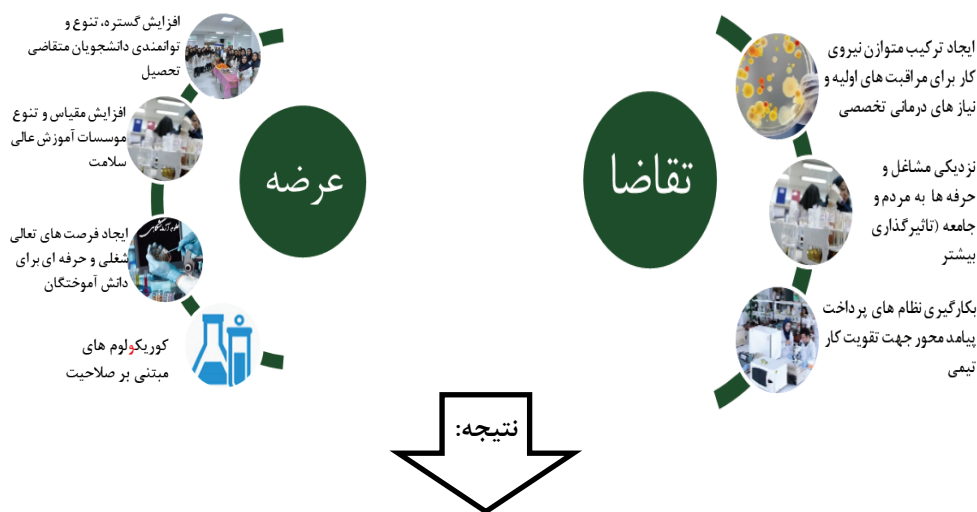 تقاضا
ایجاد ترکیب متوازن نیروی
کار برای مراقبت های اولیه و
نیاز های درمانی تخصصی
نزدیکی مشاغل و
حرفه ها به مردم و
جامعه (تاثیرگذاری
بیشتر
بکارگیری نظام های پرداخت
پیامد محور جهت تقویت کار
تیمی
عرضه
افزایش گستره، تنوع و
توانمندی دانشجویان متقاضی
تحصیل
افزایش مقیاس و تنوع
موسسات آموزش عالی
سلامت
ایجاد فرصت های تعالی
شغلی و حرفه ای برای
دانش آموختگان
کوریکولوم های
مبتنی بر صلاحیت
نتیجه: